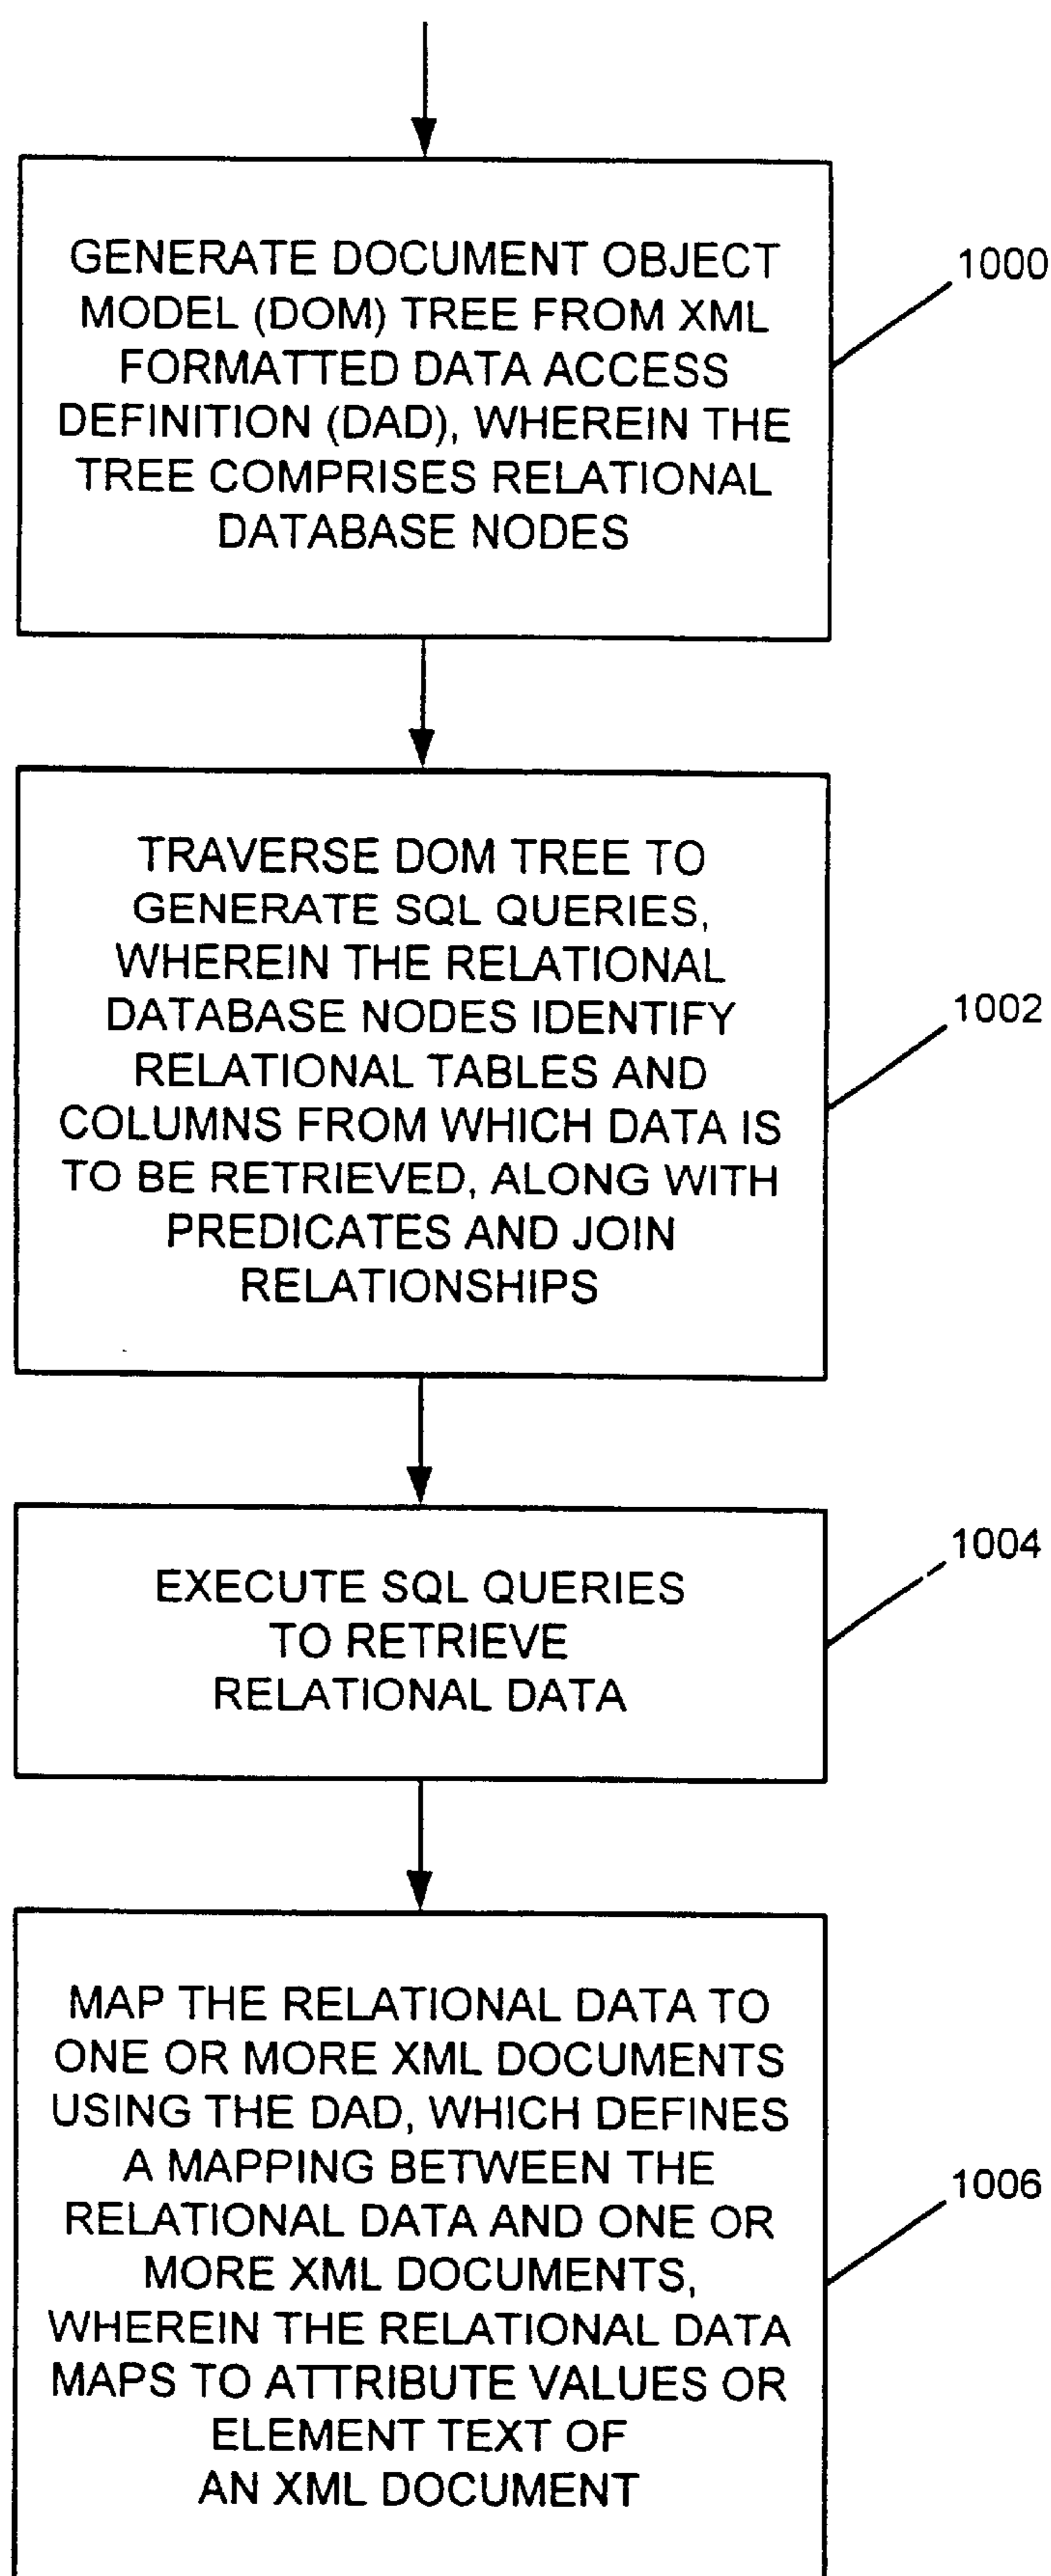 GENERATE DOCUMENT OBJECT
MODEL (DOM) TREE FROM XML
FORMATTED DATA ACCESS
DEFINITION (DAD), WHEREIN THE
TREE COMPRISES RELATIONAL
DATABASE NODES
1000
TRAVERSE DOM TREE TO
GENERATE SQL QUERIES,
WHEREIN THE RELATIONAL
DATABASE NODES IDENTIFY
RELATIONAL TABLES AND
COLUMNS FROM WHICH DATA IS
TO BE RETRIEVED, ALONG WITH
PREDICATES AND JOIN
RELATIONSHIPS
1002
EXECUTE SQL QUERIES
TO RETRIEVE
RELATIONAL DATA
1004
MAP THE RELATIONAL DATA TO
ONE OR MORE XML DOCUMENTS
USING THE DAD, WHICH DEFINES
A MAPPING BETWEEN THE
RELATIONAL DATA AND ONE OR
MORE XML DOCUMENTS,
WHEREIN THE RELATIONAL DATA
MAPS TO ATTRIBUTE VALUES OR
ELEMENT TEXT OF
AN XML DOCUMENT
1006